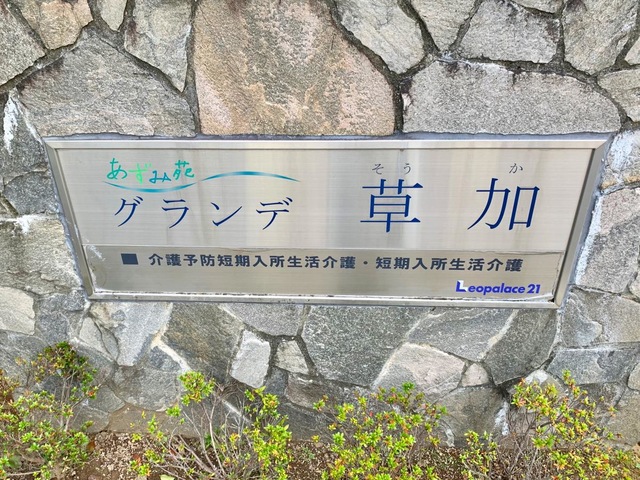 あずみ苑
グランデ 草加
そう か
■ 介護予防短期入所生活介護・短期入所生活介護
Leopalace21